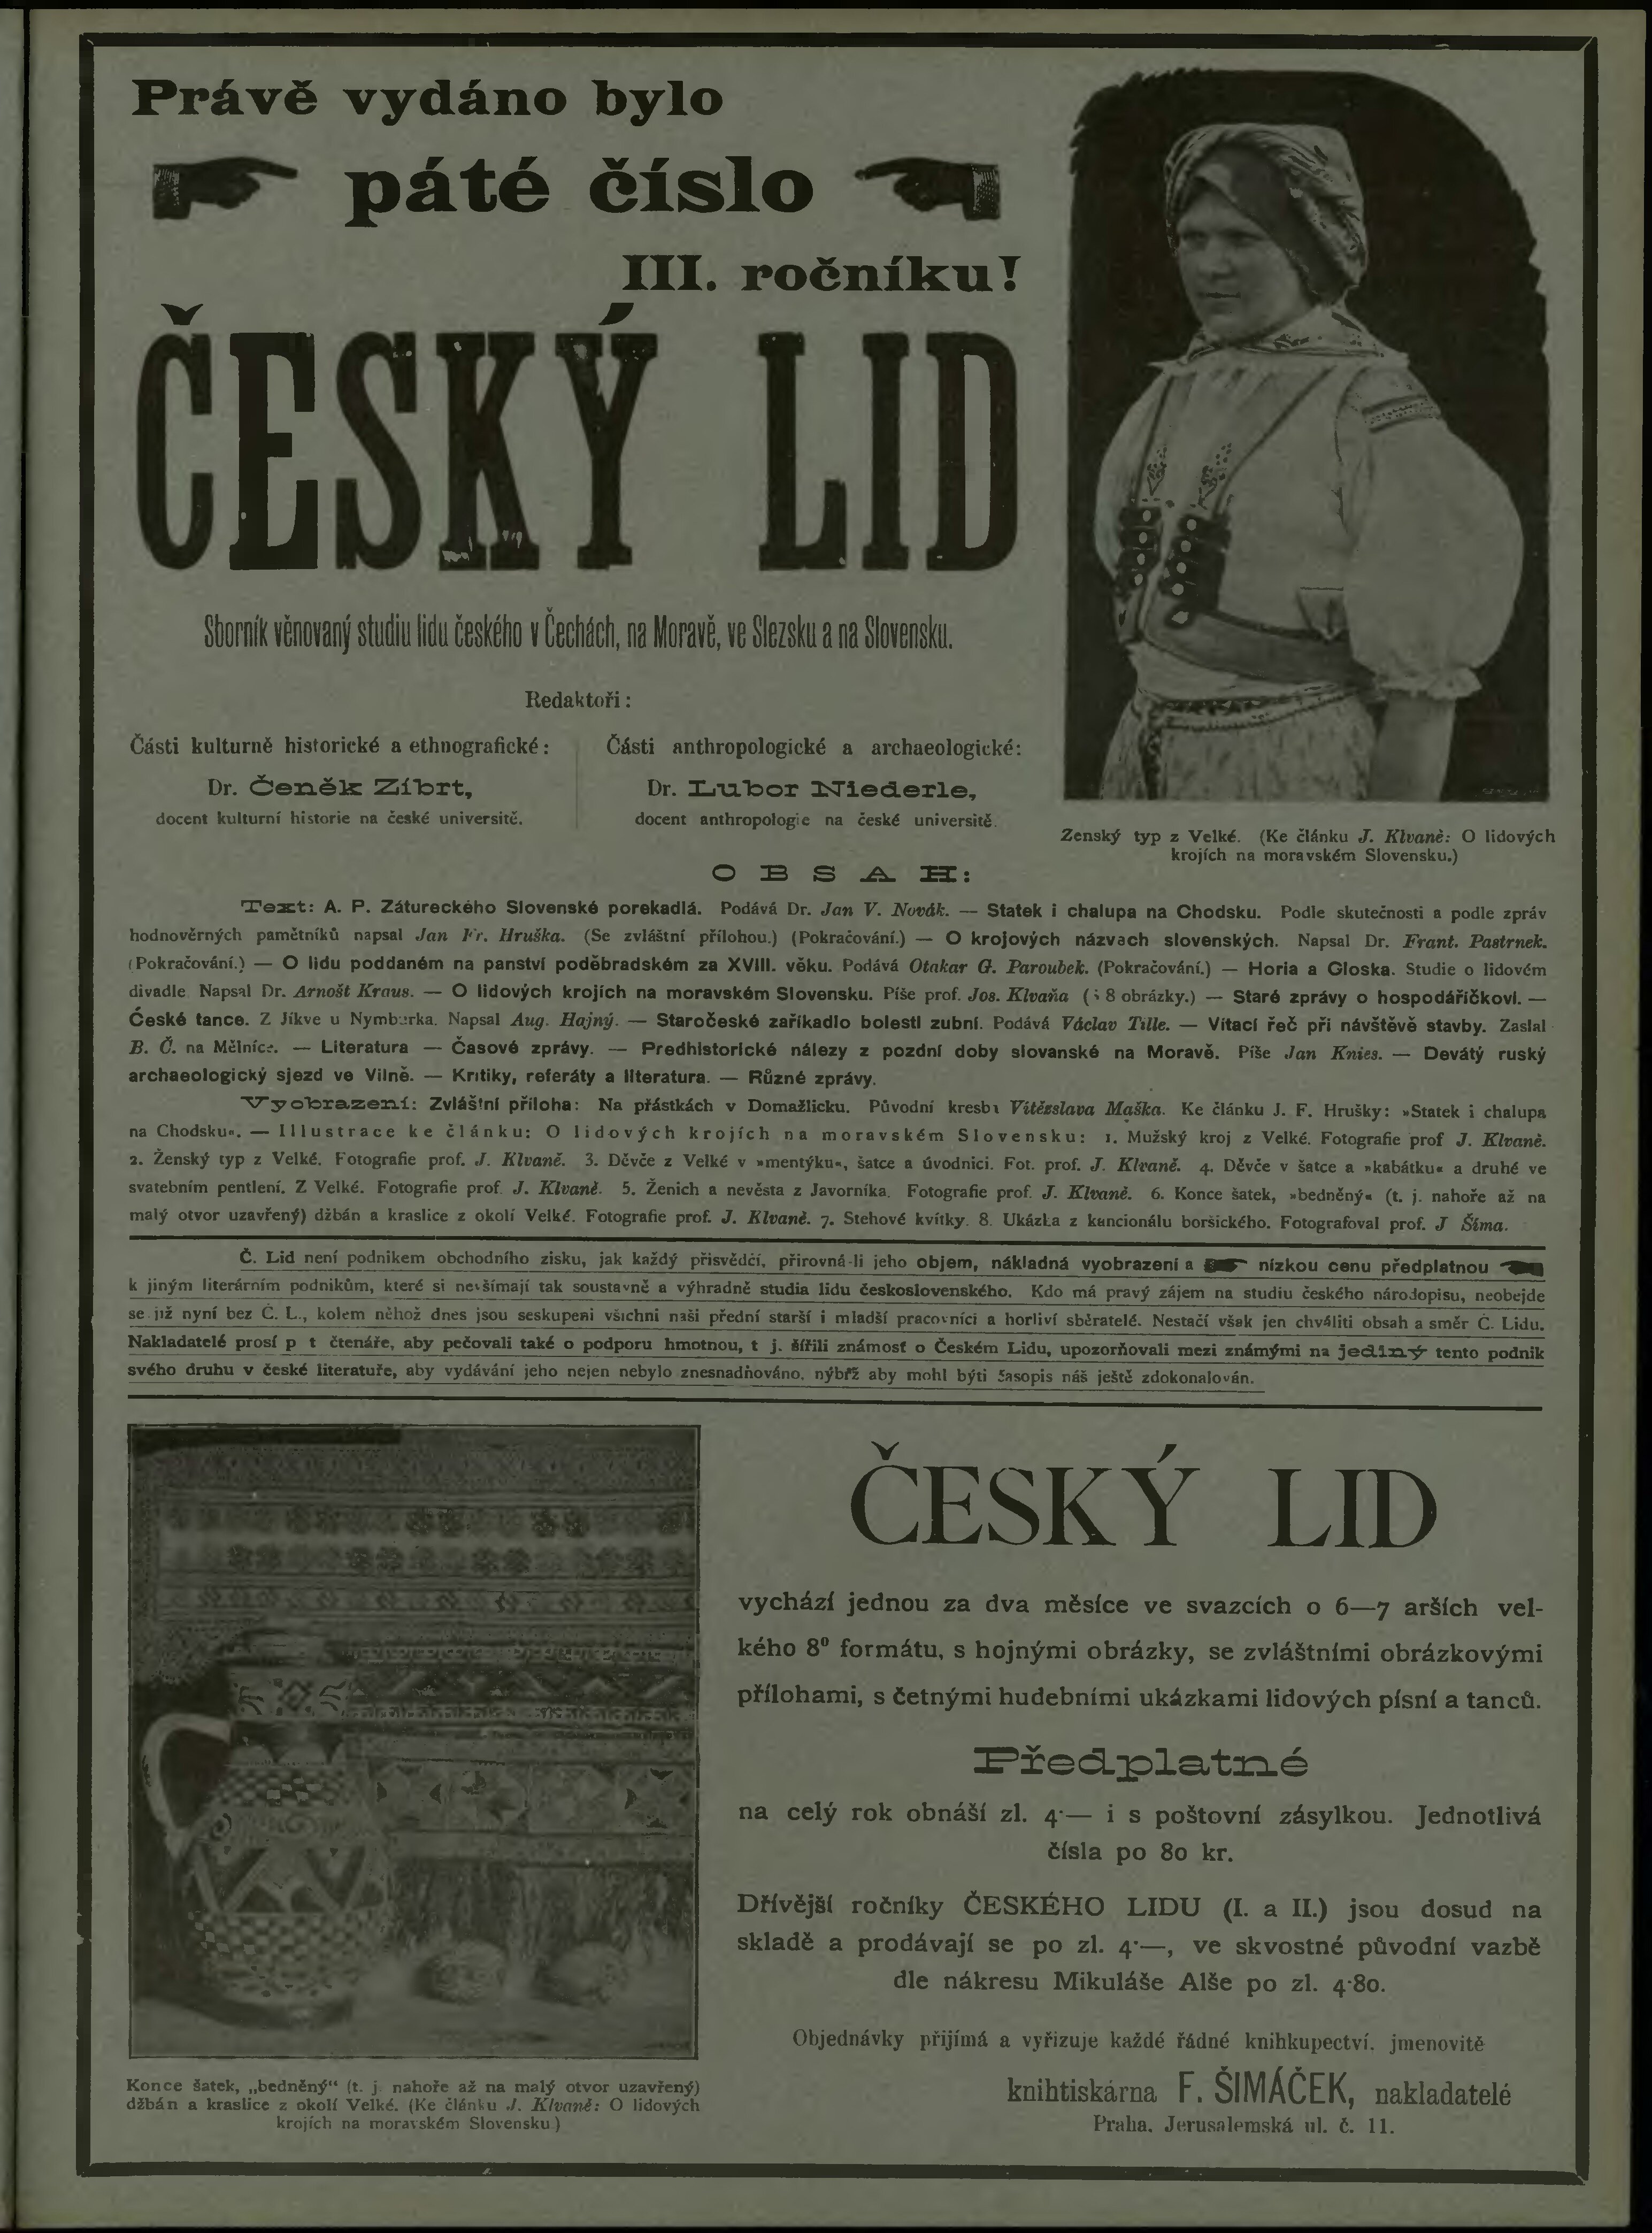 Právě vydáno bylo
páté číslo
III. ročníku!
ČESKÝ LID
Sborník věnovaný studiu lidu českého v Čechách, na Moravě, ve Slezsku a na Slovensku.
Redaktoři:
Části kulturně historické a ethnografické:
Dr. Čeněk Zíbrt,
docent kulturní historie na české universitě.
Části anthropologické a archaeologické:
Dr. Lubor Niederle,
docent anthropologie na české universitě.
Ženský typ z Velké. (Ke článku J. Klvaně: O lidových
krojích na moravském Slovensku.)
OBSAH:
Text: A. P. Zátureckého Slovenské porekadlá. Podává Dr. Jan V. Novák. — Statek i chalupa na Chodsku. Podle skutečnosti a podle zpráv
hodnověrných pamětníků napsal Jan Fr. Hruška. (Se zvláštní přílohou.) (Pokračování.) — O krojových názvach slovenských. Napsal Dr. Frant. Pastrnek.
(Pokračování.) — O lidu poddaném na panství poděbradském za XVIII. věku. Podává Otakar G. Paroubek. (Pokračování.) — Horia a Gloska. Studie o lidovém
divadle Napsal Dr. Arnošt Kraus. — O lidových krojích na moravském Slovensku. Píše prof. Jos. Klvaňa (s 8 obrázky.) — Staré zprávy o hospodáříčkovi. —
České tance. Z Jíkve u Nymburka. Napsal Aug. Hajný. — Staročeské zaříkadlo bolesti zubní. Podává Václav Tille. — Vítací řeč při návštěvě stavby. Zaslal
B. Č. na Mělníce. — Literatura — Časové zprávy. — Predhistorické nálezy z pozdní doby slovanské na Moravě. Píše Jan Knies. — Devátý ruský
archaeologický sjezd ve Vilně. — Kritiky, referáty a literatura. — Různé zprávy.
Vyobrazení: Zvláštní příloha: Na přástkách v Domažlicku. Původní kresba Vítězslava Maška. Ke článku J. F. Hrušky: »Statek i chalupa
na Chodsku«. — Illustrace ke článku: O lidových krojích na moravském Slovensku: 1. Mužský kroj z Velké. Fotografie prof J. Klvaně.
2. Ženský typ z Velké. Fotografie prof. J. Klvaně. 3. Děvče z Velké v »mentýku«, šatce a úvodnici. Fot. prof. J. Klvaně. 4. Děvče v šatce a »kabátku« a druhé ve
svatebním pentlení. Z Velké. Fotografie prof. J. Klvaně. 5. Ženich a nevěsta z Javorníka. Fotografie prof. J. Klvaně. 6. Konce šatek, »bedněný« (t. j. nahoře až na
malý otvor uzavřený) džbán a kraslice z okolí Velké. Fotografie prof. J. Klvaně. 7. Stehové kvítky. 8. Ukázka z kancionálu boršického. Fotografoval prof. J Šíma.
Č. Lid není podnikem obchodního zisku, jak každý přisvědčí, přirovná-li jeho objem, nákladná vyobrazení a nízkou cenu předplatnou
k jiným literárním podnikům, které si nevšímají tak soustavně a výhradně studia lidu československého. Kdo má pravý zájem na studiu českého národopisu, neobejde
se již nyní bez Č. L., kolem něhož dnes jsou seskupeni všichni naši přední starší i mladší pracovníci a horliví sběratelé. Nestačí však jen chváliti obsah a směr Č. Lidu.
Nakladatelé prosí p t čtenáře, aby pečovali také o podporu hmotnou, t j. šířili známosť o Českém Lidu, upozorňovali mezi známými na jediný tento podnik
svého druhu v české literatuře, aby vydávání jeho nejen nebylo znesnadňováno, nýbrž aby mohl býti časopis náš ještě zdokonalován.
ČESKÝ LID
vychází jednou za dva měsíce ve svazcích o 6—7 arších vel-
kého 8⁰ formátu, s hojnými obrázky, se zvláštními obrázkovými
přílohami, s četnými hudebními ukázkami lidových písní a tanců.
Předplatné
na celý rok obnáší zl. 4·— i s poštovní zásylkou. Jednotlivá
čísla po 80 kr.
Dřívější ročníky ČESKÉHO LIDU (I. a II.) jsou dosud na
skladě a prodávají se po zl. 4·—, ve skvostné původní vazbě
dle nákresu Mikuláše Alše po zl. 4·80.
Objednávky přijímá a vyřizuje každé řádné knihkupectví, jmenovitě
knihtiskárna F. ŠIMÁČEK, nakladatelé
Praha, Jerusalemská ul. č. 11.
Konce šatek, „bedněný“ (t. j. nahoře až na malý otvor uzavřený)
džbán a kraslice z okolí Velké. (Ke článku J. Klvaně: O lidových
krojích na moravském Slovensku)